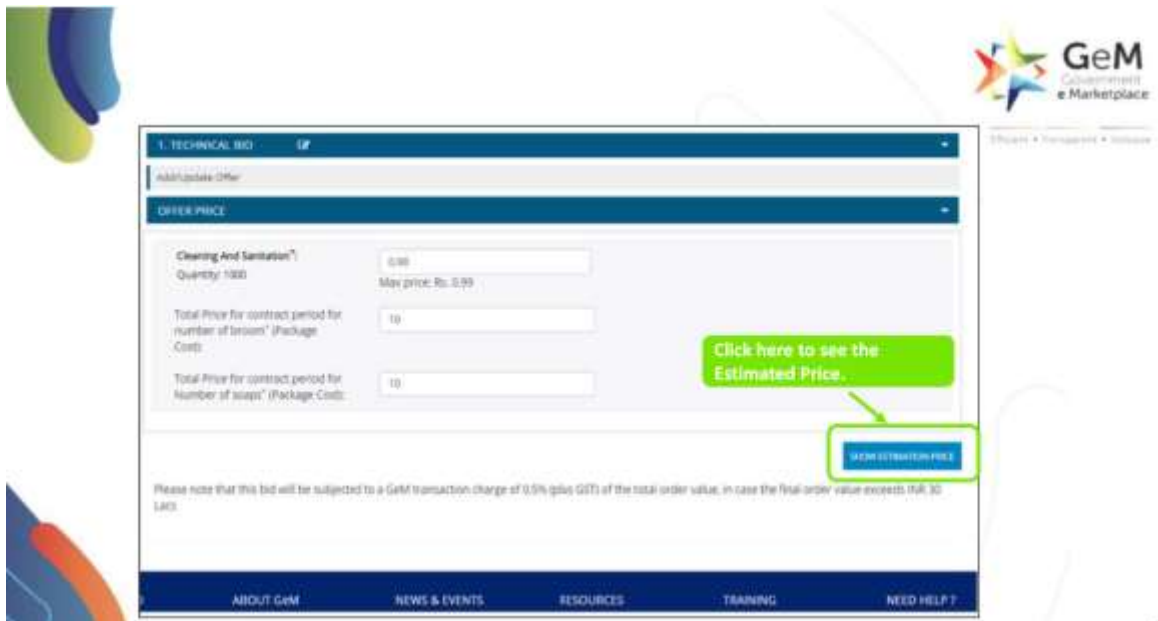 GeM
Government
e Marketplace
Efficient • Transparent • Inclusive
1. TECHNICAL BID
Add/Update Offer
OFFER PRICE
Cleaning And Sanitation*:
Quantity: 1000
0.99
Max price: Rs. 0.99
Total Price for contract period for
number of broom* (Package
Cost):
10
Total Price for contract period for
Number of soaps* (Package Cost):
10
Click here to see the
Estimated Price.
SHOW ESTIMATION PRICE
Please note that this bid will be subjected to a GeM transaction charge of 0.5% (plus GST) of the total order value, in case the final order value exceeds INR 30
Lacs
ABOUT GeM
NEWS & EVENTS
RESOURCES
TRAINING
NEED HELP ?